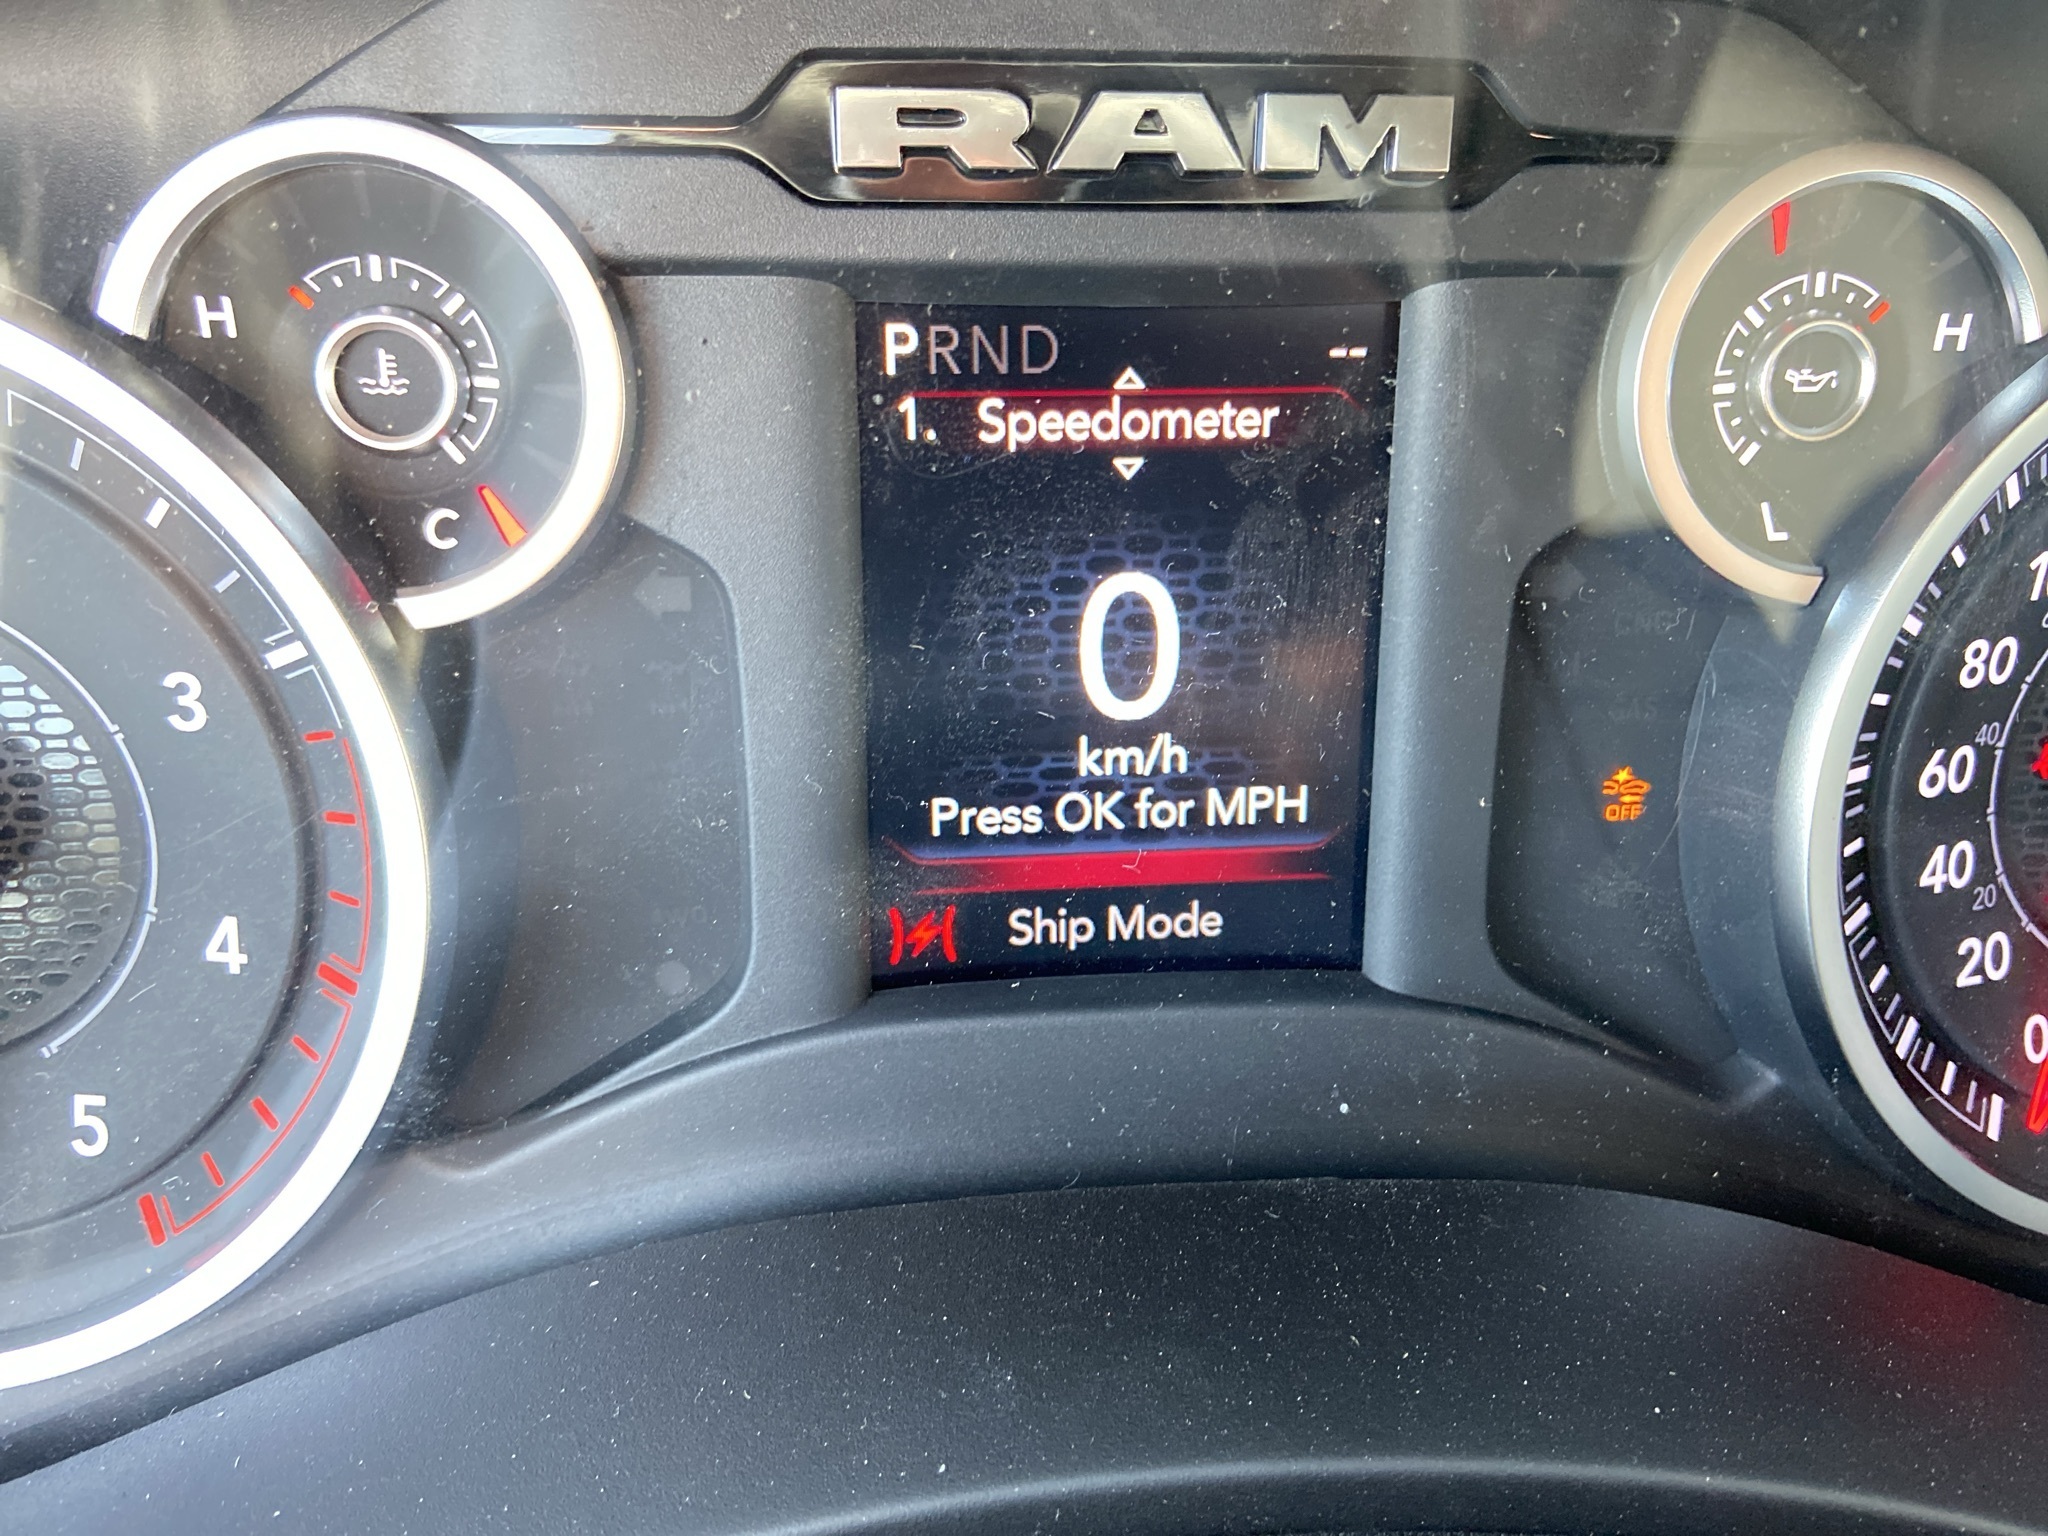 RAM
H
C
H
L
PRND --
1. Speedometer
0
km/h
Press OK for MPH
Ship Mode
3
4
5
CNG
OFF
80
60
40
20
0
40
20